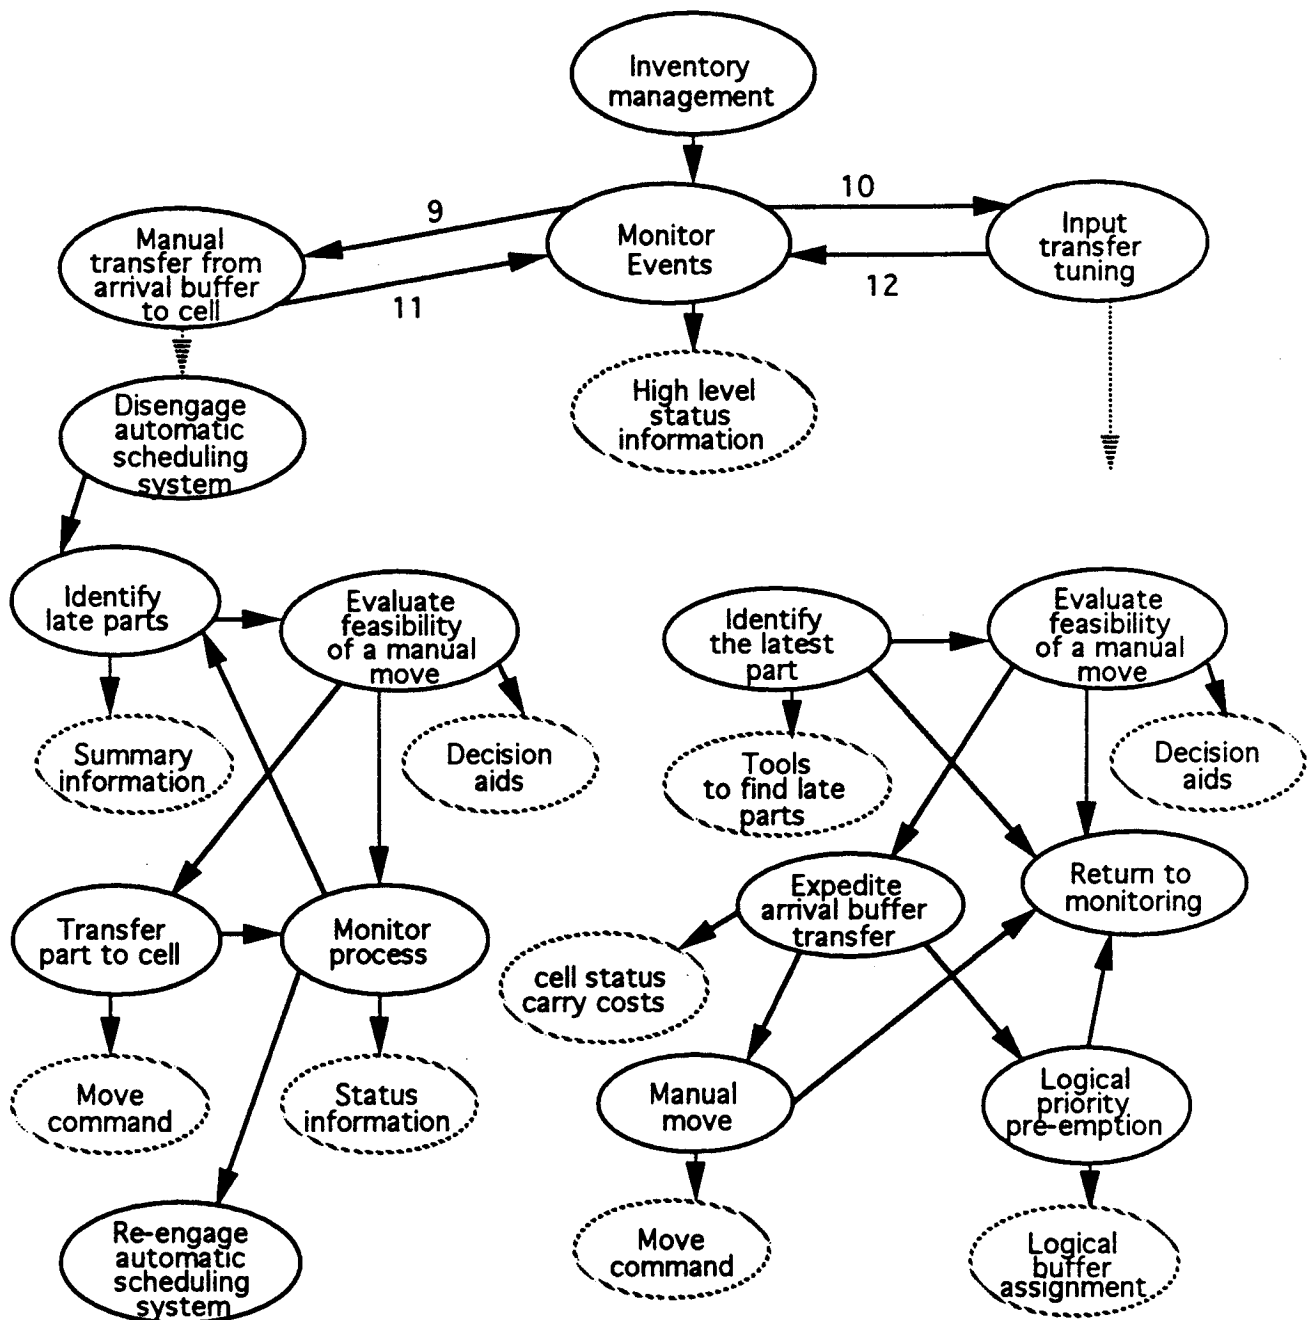 Inventory
management
9
10
Monitor
Events
Input
transfer
tuning
Manual
transfer from
arrival buffer
to cell
11
12
High level
status
information
Disengage
automatic
scheduling
system
Identify
late parts
Evaluate
feasibility
of a manual
move
Summary
information
Decision
aids
Transfer
part to cell
Monitor
process
Move
command
Status
information
Re-engage
automatic
scheduling
system
Identify
the latest
part
Evaluate
feasibility
of a manual
move
Tools
to find late
parts
Decision
aids
Expedite
arrival buffer
transfer
Return to
monitoring
cell status
carry costs
Manual
move
Logical
priority
pre-emption
Move
command
Logical
buffer
assignment